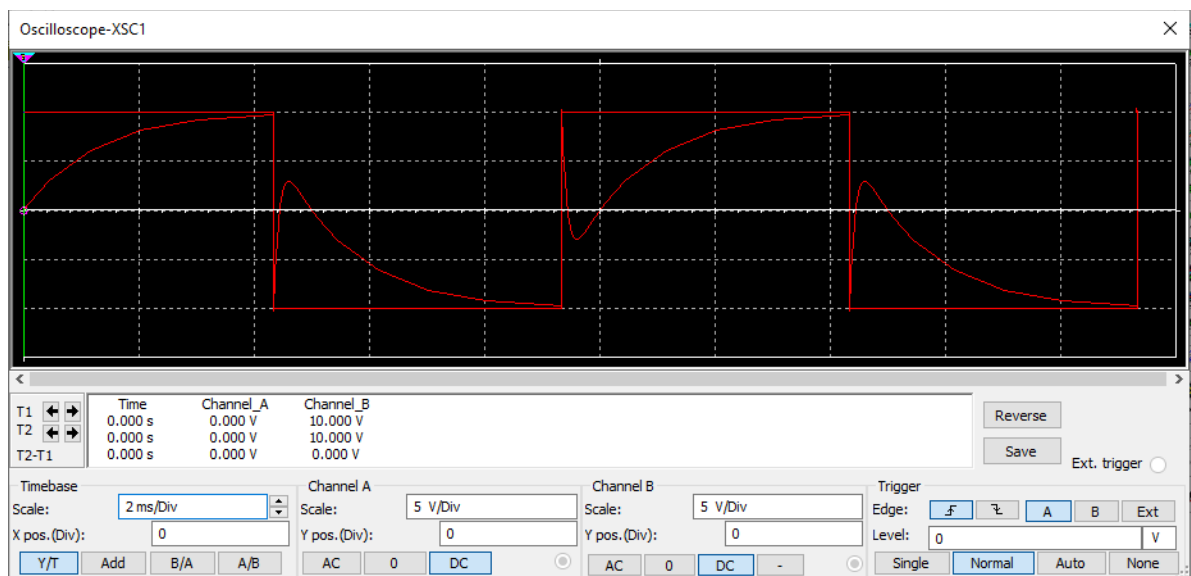 Oscilloscope-XSC1
Time Channel_A Channel_B
T1 0.000 s 0.000 V 10.000 V
T2 0.000 s 0.000 V 10.000 V
T2-T1 0.000 s 0.000 V 0.000 V
Reverse
Save
Ext. trigger
Timebase
Scale: 2 ms/Div
X pos.(Div): 0
Y/T Add B/A A/B
Channel A
Scale: 5 V/Div
Y pos.(Div): 0
AC 0 DC
Channel B
Scale: 5 V/Div
Y pos.(Div): 0
AC 0 DC -
Trigger
Edge: A B Ext
Level: 0 V
Single Normal Auto None